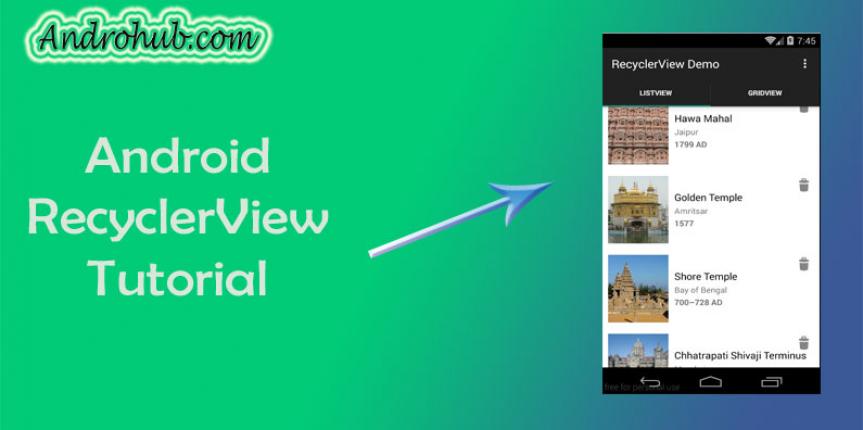 Androhub.com
Android
RecyclerView
Tutorial
7:45
RecyclerView Demo
LISTVIEW
GRIDVIEW
Hawa Mahal
Jaipur
1799 AD
Golden Temple
Amritsar
1577
Shore Temple
Bay of Bengal
700–728 AD
Chhatrapati Shivaji Terminus
free for personal use